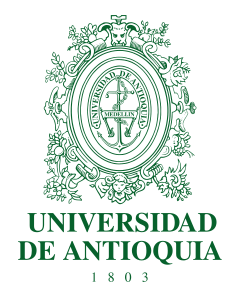 UNIVERSIDAD DE ANTIOQUIA
MEDELLIN
UNIVERSIDAD
DE ANTIOQUIA
1803